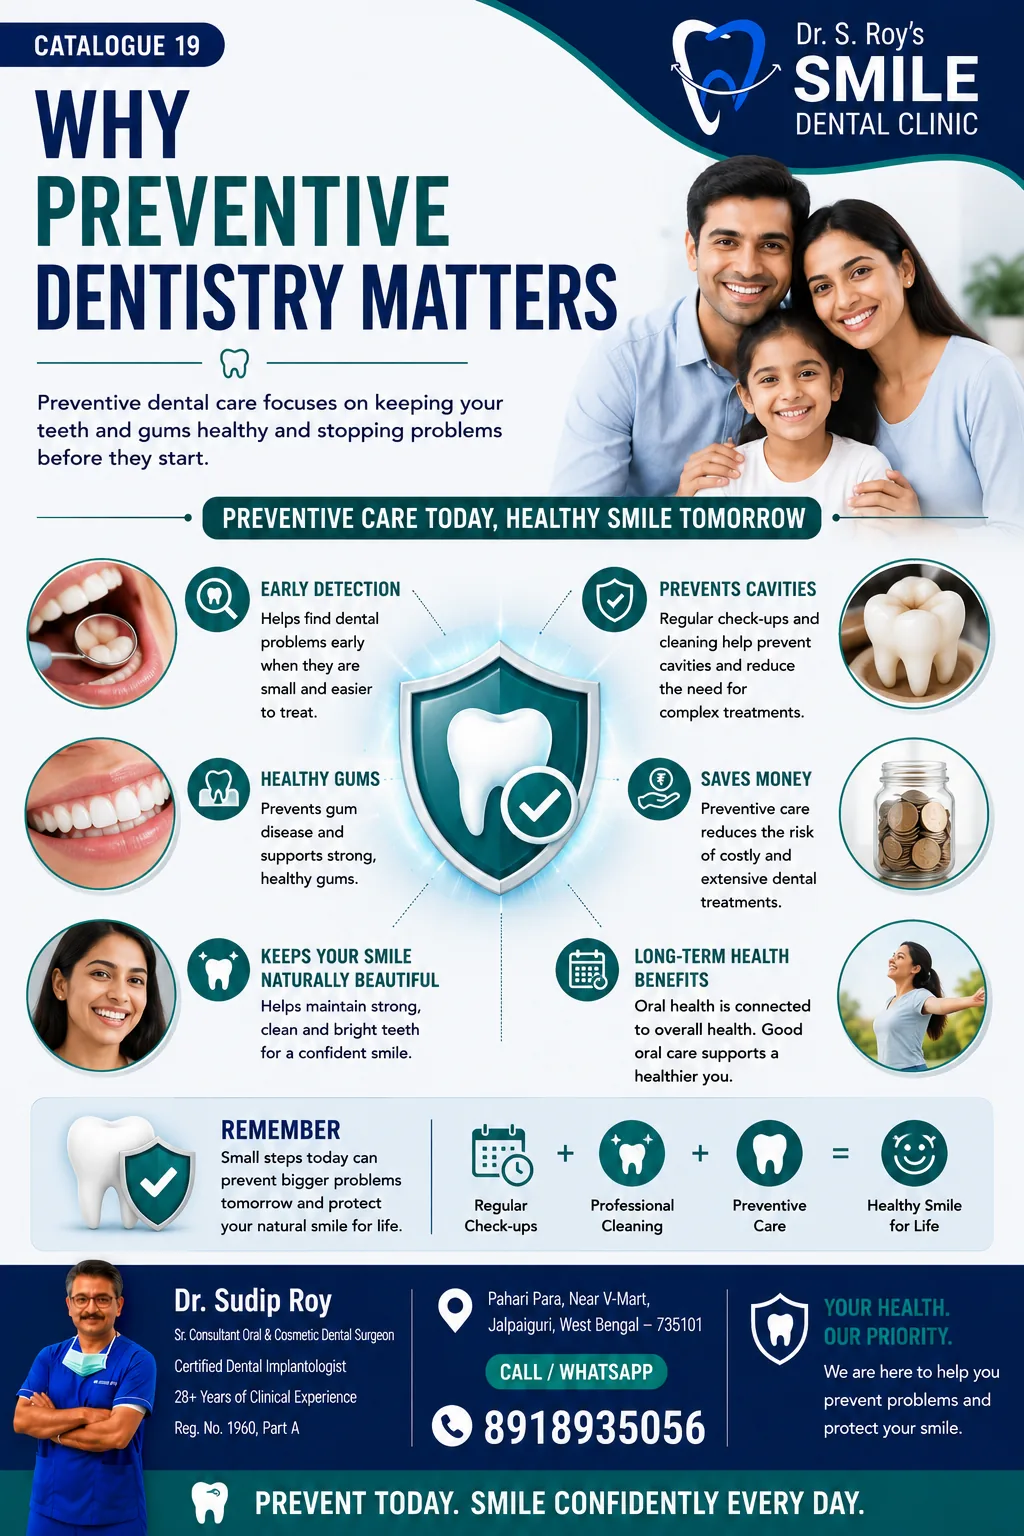 CATALOGUE 19
Dr. S. Roy's
SMILE
DENTAL CLINIC
WHY
PREVENTIVE
DENTISTRY MATTERS
Preventive dental care focuses on keeping your
teeth and gums healthy and stopping problems
before they start.
PREVENTIVE CARE TODAY, HEALTHY SMILE TOMORROW
EARLY DETECTION
Helps find dental
problems early
when they are
small and easier
to treat.
PREVENTS CAVITIES
Regular check-ups and
cleaning help prevent
cavities and reduce
the need for
complex treatments.
HEALTHY GUMS
Prevents gum
disease and
supports strong,
healthy gums.
₹
SAVES MONEY
Preventive care
reduces the risk
of costly and
extensive dental
treatments.
KEEPS YOUR SMILE
NATURALLY BEAUTIFUL
Helps maintain strong,
clean and bright teeth
for a confident smile.
LONG-TERM HEALTH
BENEFITS
Oral health is connected
to overall health. Good
oral care supports a
healthier you.
REMEMBER
Small steps today can
prevent bigger problems
tomorrow and protect
your natural smile for life.
+ + =
Regular
Check-ups
Professional
Cleaning
Preventive
Care
Healthy Smile
for Life
Dr. Sudip Roy
Sr. Consultant Oral & Cosmetic Dental Surgeon
Certified Dental Implantologist
28+ Years of Clinical Experience
Reg. No. 1960, Part A
Pahari Para, Near V-Mart,
Jalpaiguri, West Bengal – 735101
CALL / WHATSAPP
8918935056
YOUR HEALTH.
OUR PRIORITY.
We are here to help you
prevent problems and
protect your smile.
PREVENT TODAY. SMILE CONFIDENTLY EVERY DAY.